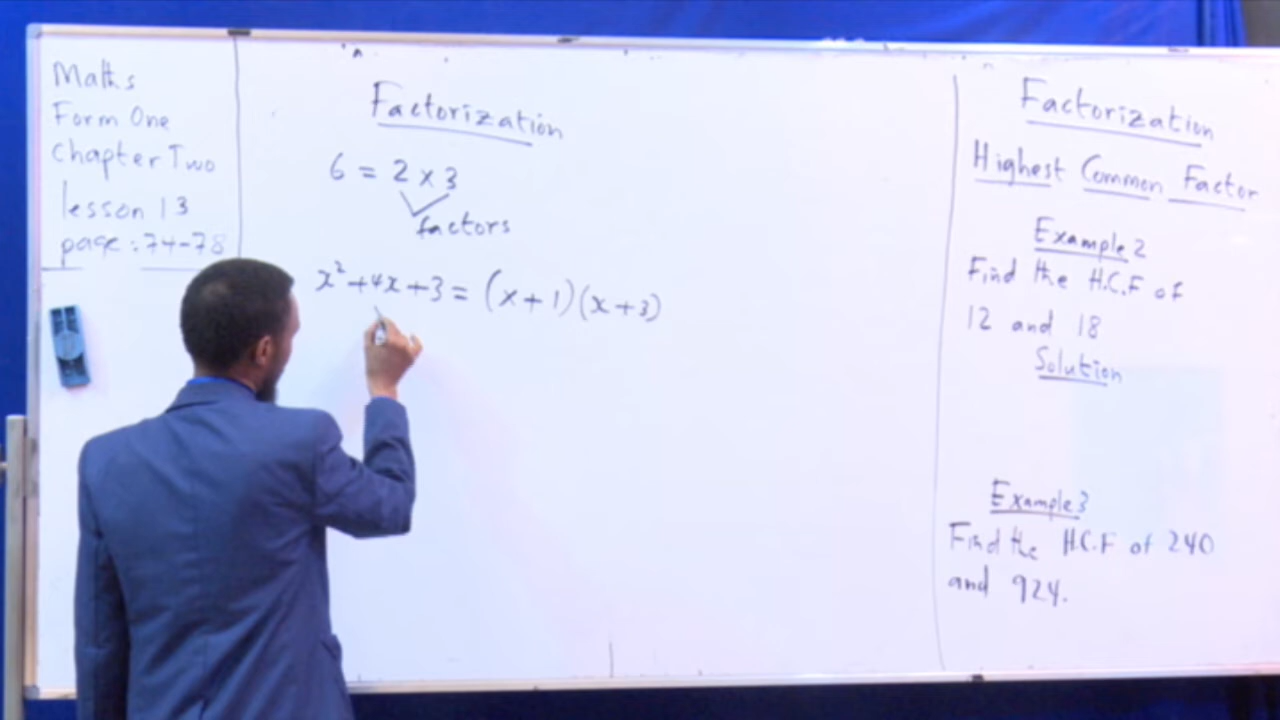 Maths
Form One
Chapter Two
lesson 13
page: 74-78
Factorization
6 = 2 x 3
factors
x² + 4x + 3 = (x + 1)(x + 3)
Factorization
Highest Common Factor
Example 2
Find the H.C.F of
12 and 18
Solution
Example 3
Find the H.C.F of 240
and 924.